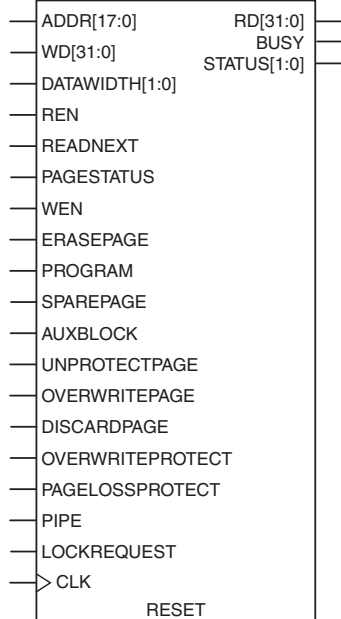 ADDR[17:0] RD[31:0]
WD[31:0] BUSY
DATAWIDTH[1:0] STATUS[1:0]
REN
READNEXT
PAGESTATUS
WEN
ERASEPAGE
PROGRAM
SPAREPAGE
AUXBLOCK
UNPROTECTPAGE
OVERWRITEPAGE
DISCARDPAGE
OVERWRITEPROTECT
PAGELOSSPROTECT
PIPE
LOCKREQUEST
CLK
RESET